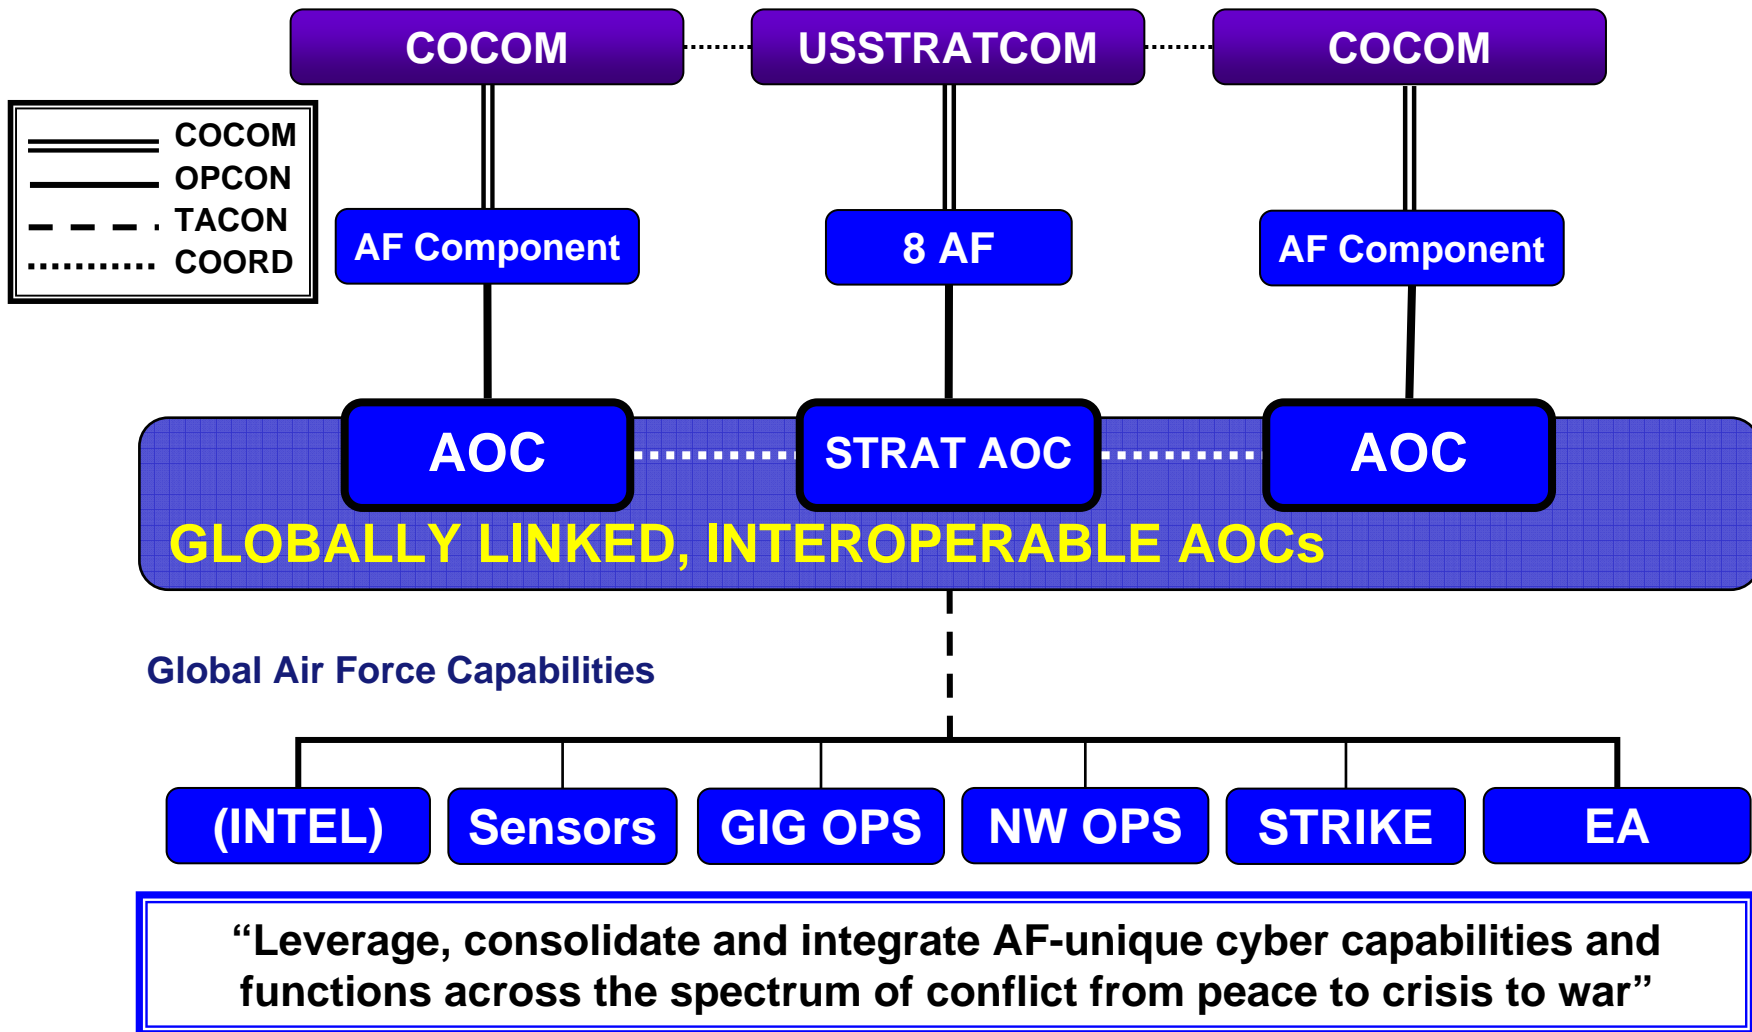 COCOM
USSTRATCOM
COCOM
COCOM
OPCON
TACON
COORD
AF Component
8 AF
AF Component
AOC
STRAT AOC
AOC
GLOBALLY LINKED, INTEROPERABLE AOCs
Global Air Force Capabilities
(INTEL)
Sensors
GIG OPS
NW OPS
STRIKE
EA
“Leverage, consolidate and integrate AF-unique cyber capabilities and
functions across the spectrum of conflict from peace to crisis to war”